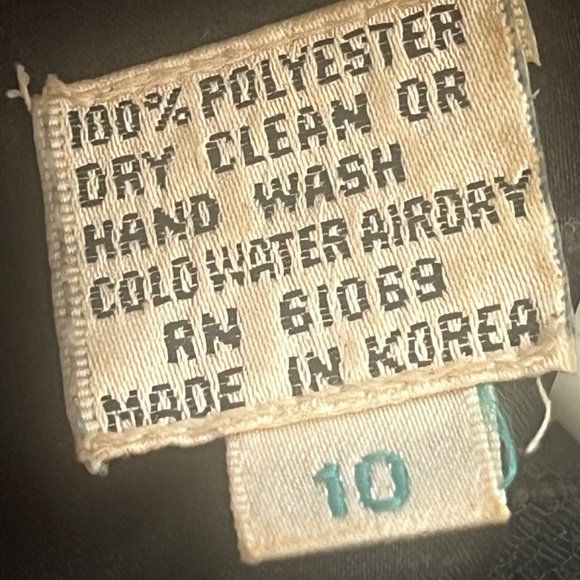 100% POLYESTER
DRY CLEAN OR
HAND WASH
COLD WATER AIRDRY
RN 61069
MADE IN KOREA
10